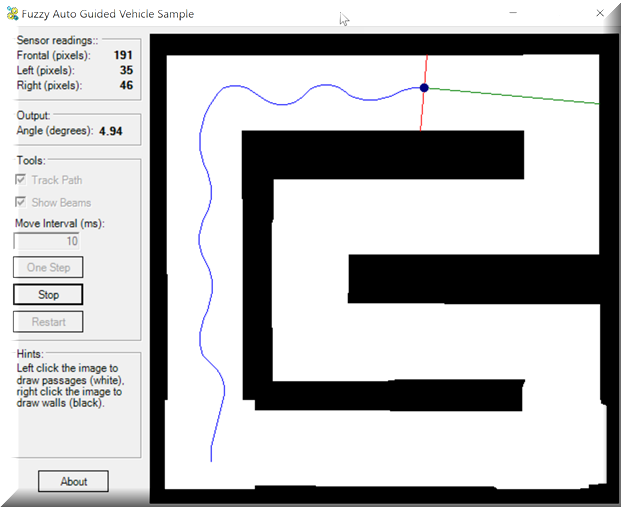 Fuzzy Auto Guided Vehicle Sample
Sensor readings::
Frontal (pixels): 191
Left (pixels): 35
Right (pixels): 46
Output:
Angle (degrees): 4.94
Tools:
Track Path
Show Beams
Move Interval (ms):
10
One Step
Stop
Restart
Hints:
Left click the image to
draw passages (white),
right click the image to
draw walls (black).
About